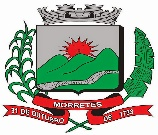 MORRETES
31 DE OUTUBRO DE 1733